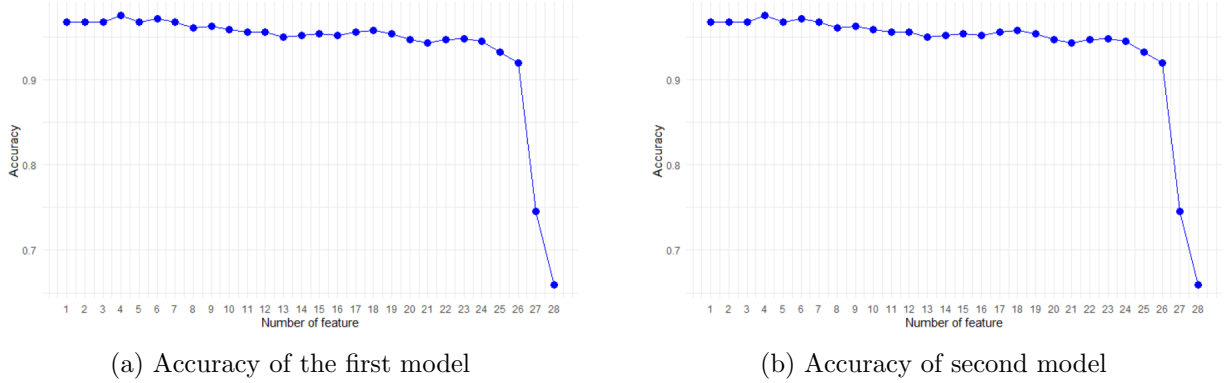 0.9
0.8
0.7
Accuracy
1 2 3 4 5 6 7 8 9 10 11 12 13 14 15 16 17 18 19 20 21 22 23 24 25 26 27 28
Number of feature
(a) Accuracy of the first model
0.9
0.8
0.7
Accuracy
1 2 3 4 5 6 7 8 9 10 11 12 13 14 15 16 17 18 19 20 21 22 23 24 25 26 27 28
Number of feature
(b) Accuracy of second model